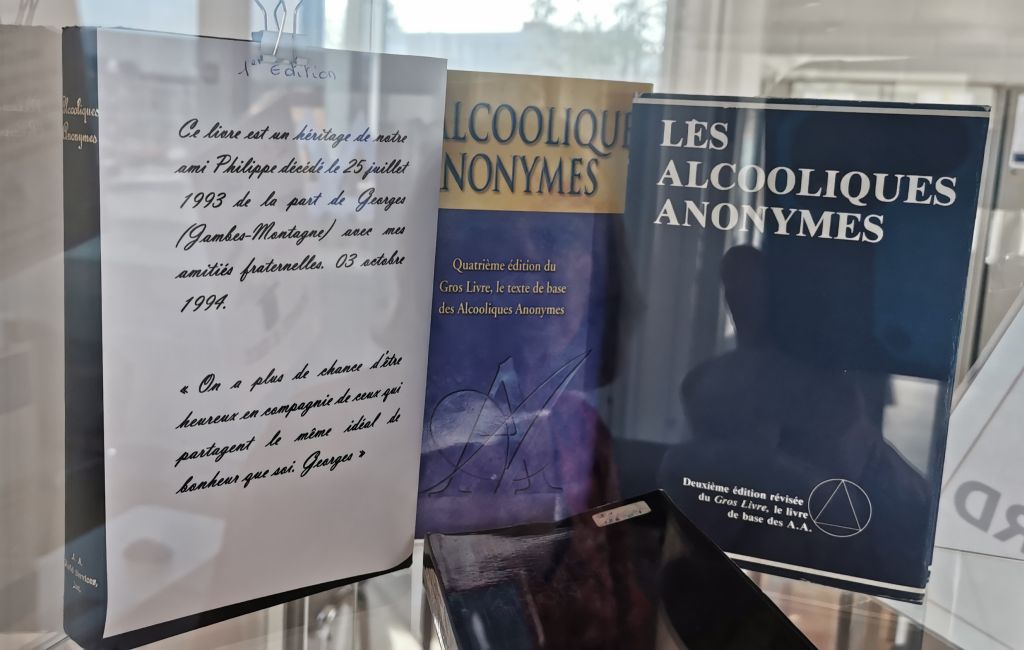 1er Édition
Alcooliques
Anonymes
Ce livre est un héritage de notre
ami Philippe décédé le 25 juillet
1993 de la part de Georges
(Jambes-Montagne) avec mes
amitiés fraternelles. 03 octobre
1994.
« On a plus de chance d'être
heureux en compagnie de ceux qui
partagent le même idéal de
bonheur que soi. Georges »
ALCOOLIQUE
ANONYMES
Quatrième édition du
Gros Livre, le texte de base
des Alcooliques Anonymes
LES
ALCOOLIQUES
ANONYMES
Deuxième édition révisée
du Gros Livre, le livre
de base des A.A.